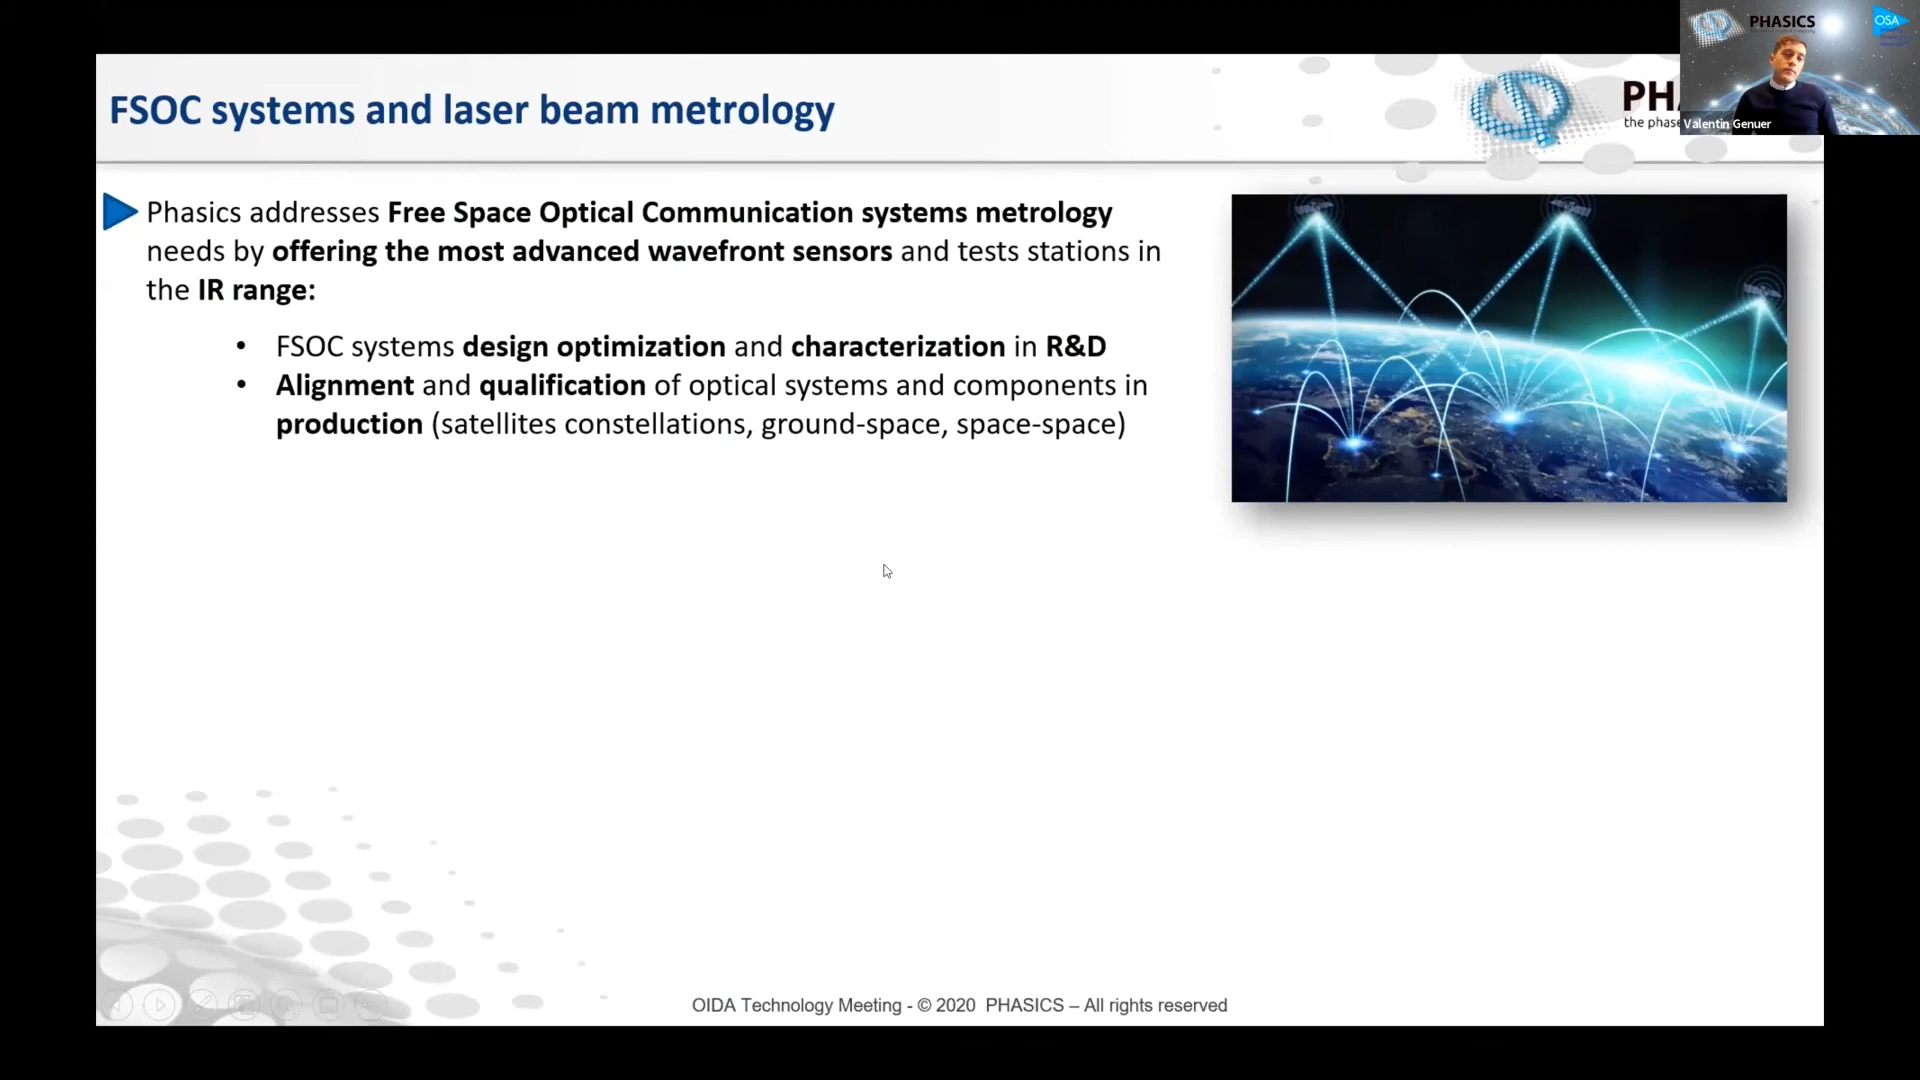 FSOC systems and laser beam metrology
PHASICS
OSA
Valentin Genuer
PH
the phase
Phasics addresses Free Space Optical Communication systems metrology
needs by offering the most advanced wavefront sensors and tests stations in
the IR range:
• FSOC systems design optimization and characterization in R&D
• Alignment and qualification of optical systems and components in
production (satellites constellations, ground-space, space-space)
OIDA Technology Meeting - © 2020 PHASICS – All rights reserved